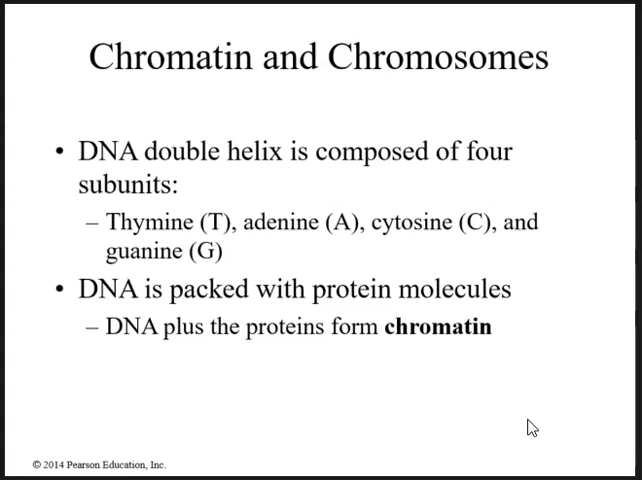 Chromatin and Chromosomes
• DNA double helix is composed of four
subunits:
– Thymine (T), adenine (A), cytosine (C), and
guanine (G)
• DNA is packed with protein molecules
– DNA plus the proteins form chromatin
© 2014 Pearson Education, Inc.